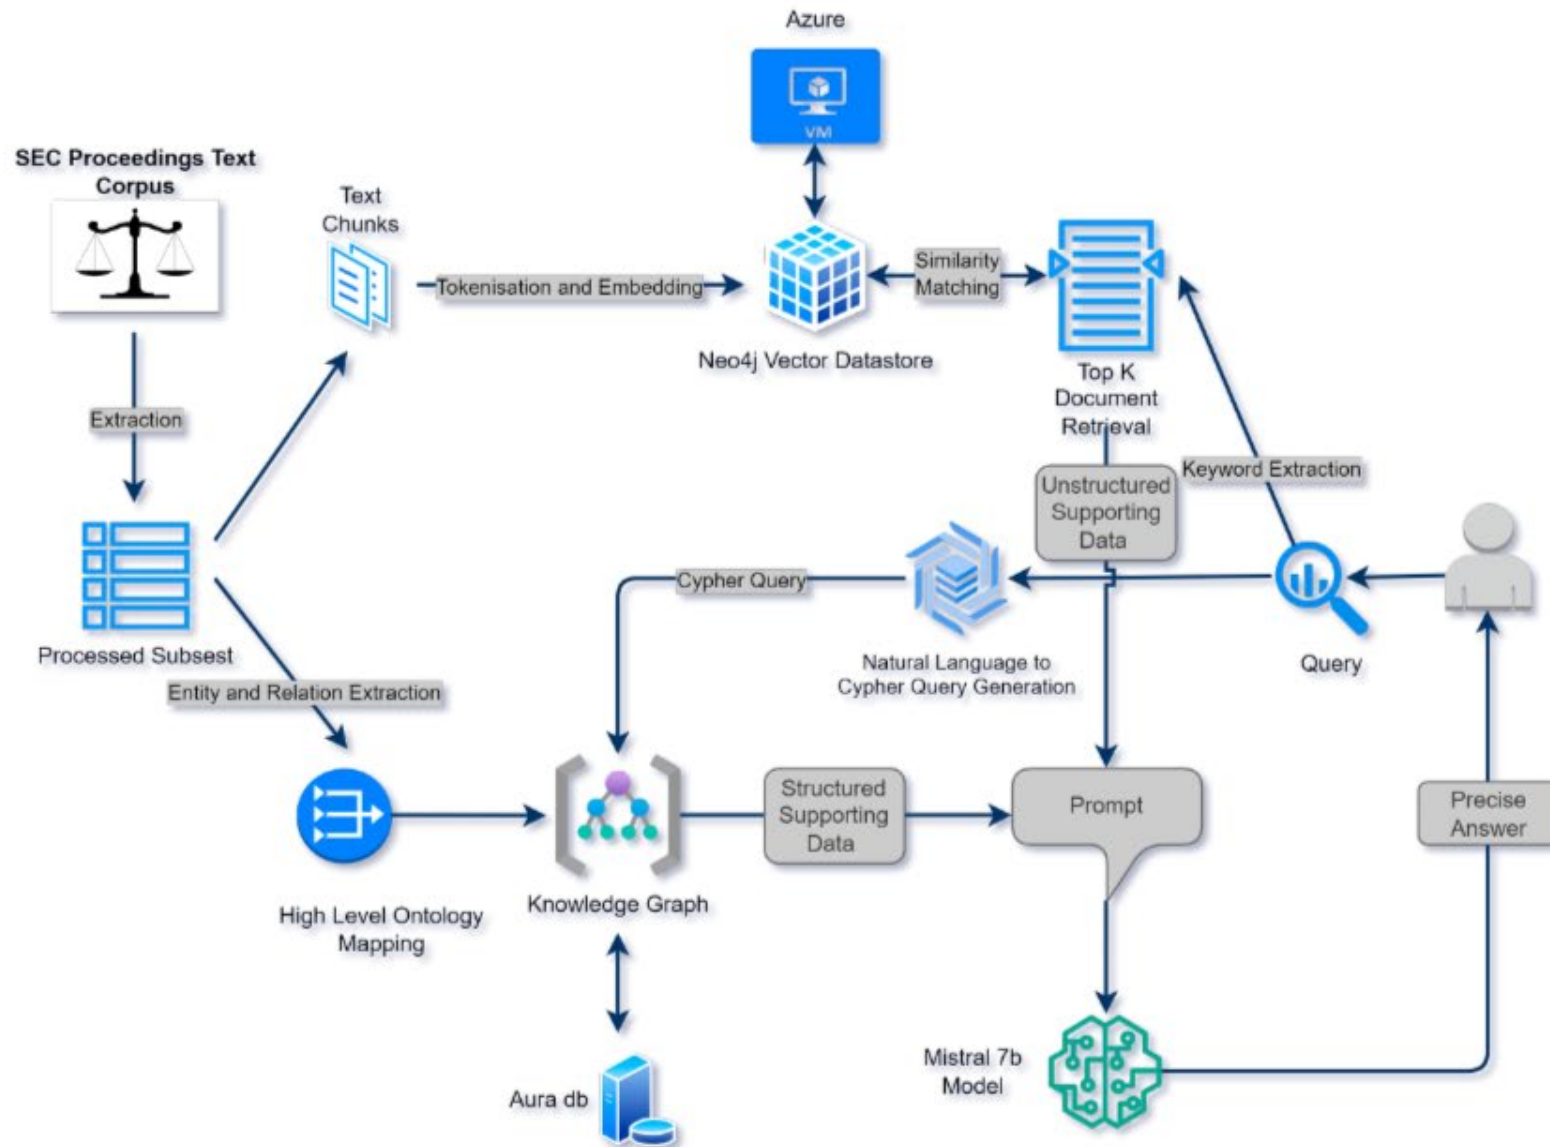 Azure
VM
SEC Proceedings Text
Corpus
Text
Chunks
Tokenisation and Embedding
Similarity
Matching
Neo4j Vector Datastore
Top K
Document
Retrieval
Extraction
Keyword Extraction
Unstructured
Supporting
Data
Cypher Query
Processed Subsest
Natural Language to
Cypher Query Generation
Query
Entity and Relation Extraction
Structured
Supporting
Data
Prompt
Precise
Answer
High Level Ontology
Mapping
Knowledge Graph
Mistral 7b
Model
Aura db